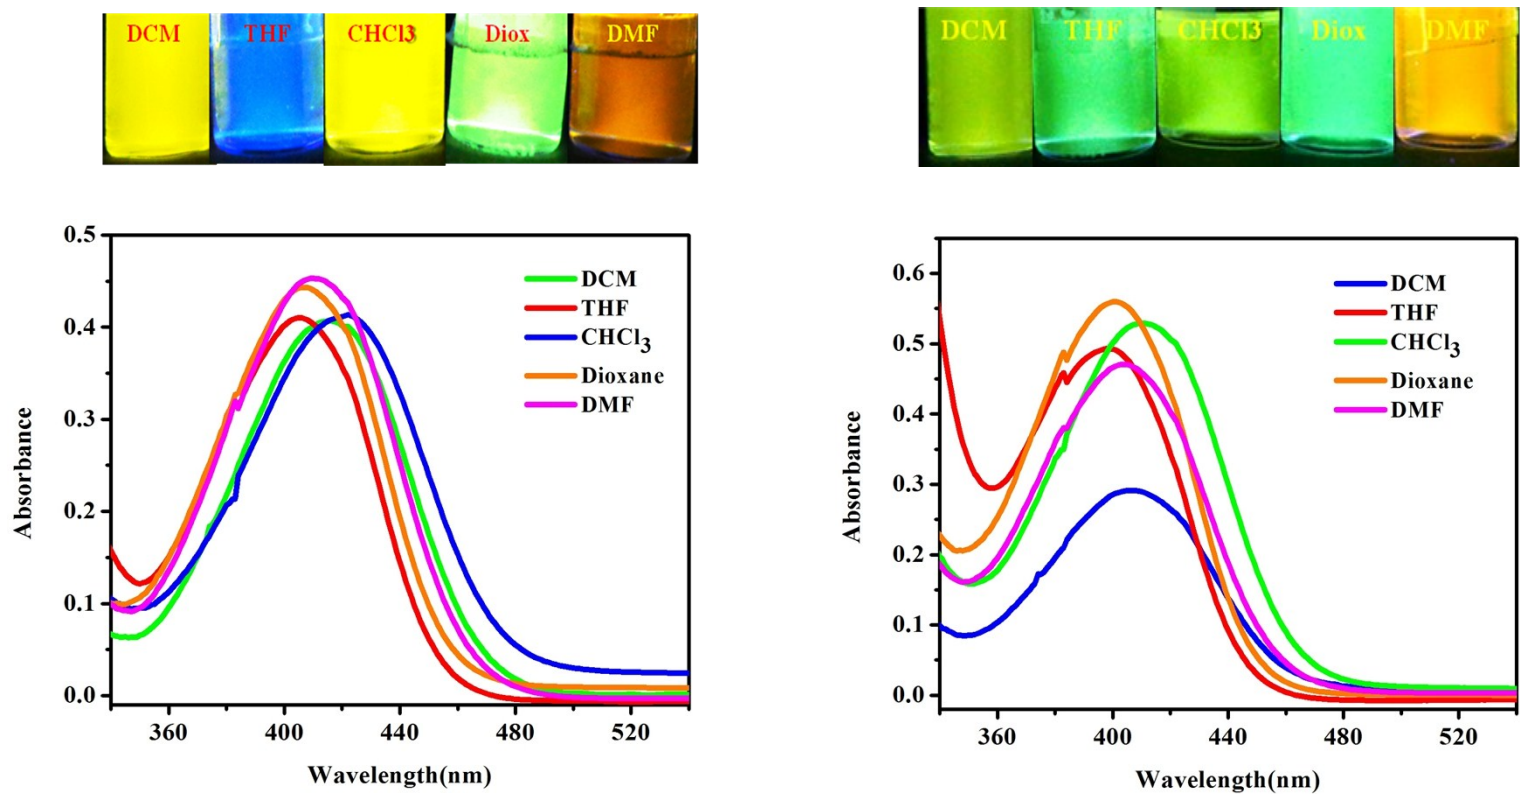 DCM THF CHCl3 Diox DMF
DCM THF CHCl3 Diox DMF
0.5
0.4
0.3
0.2
0.1
0.0
Absorbance
DCM
THF
CHCl3
Dioxane
DMF
360 400 440 480 520
Wavelength(nm)
0.6
0.5
0.4
0.3
0.2
0.1
0.0
Absorbance
DCM
THF
CHCl3
Dioxane
DMF
360 400 440 480 520
Wavelength(nm)